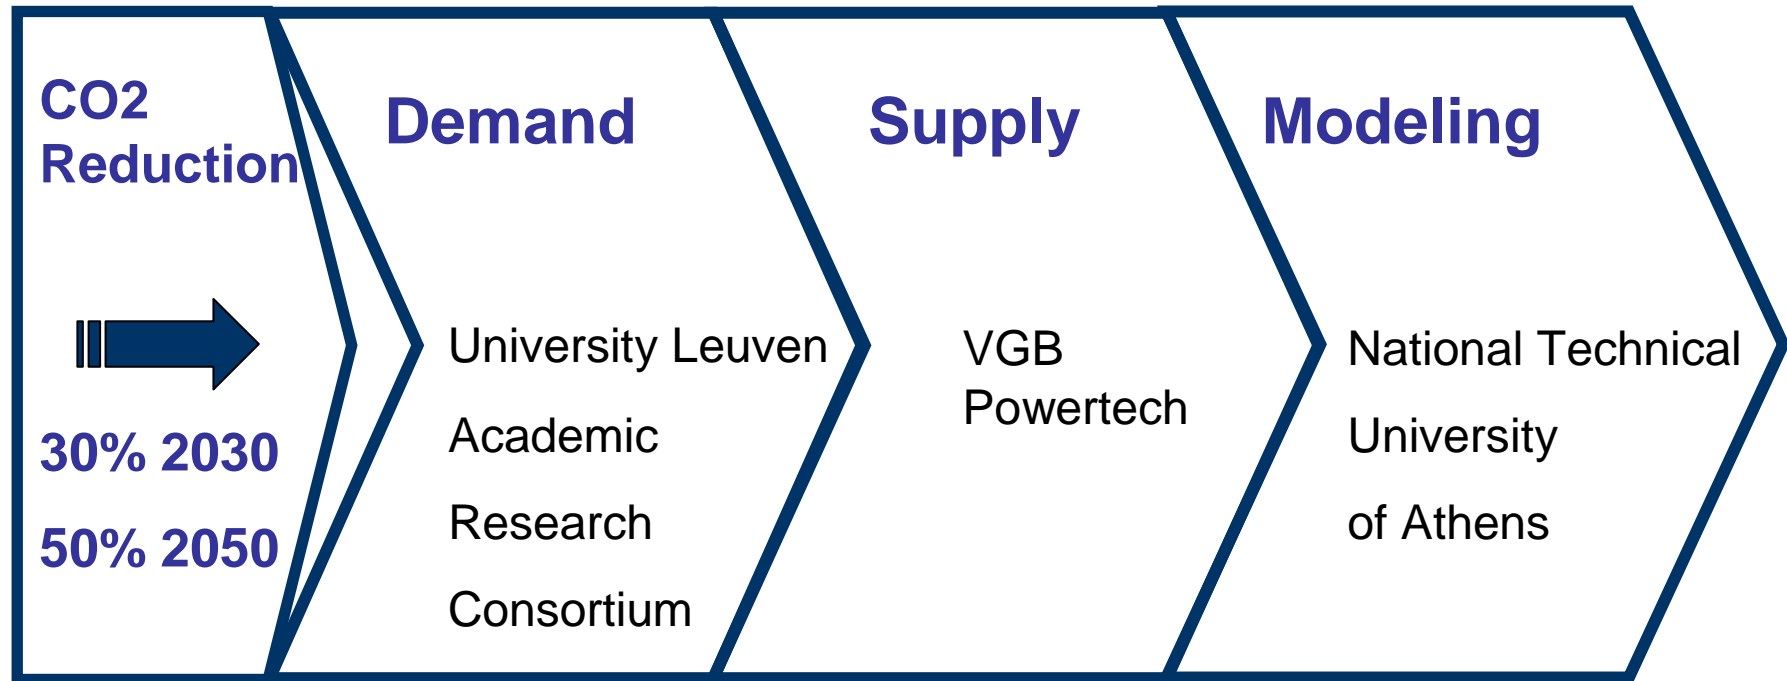 CO2
Reduction
30% 2030
50% 2050
Demand
University Leuven
Academic
Research
Consortium
Supply
VGB
Powertech
Modeling
National Technical
University
of Athens